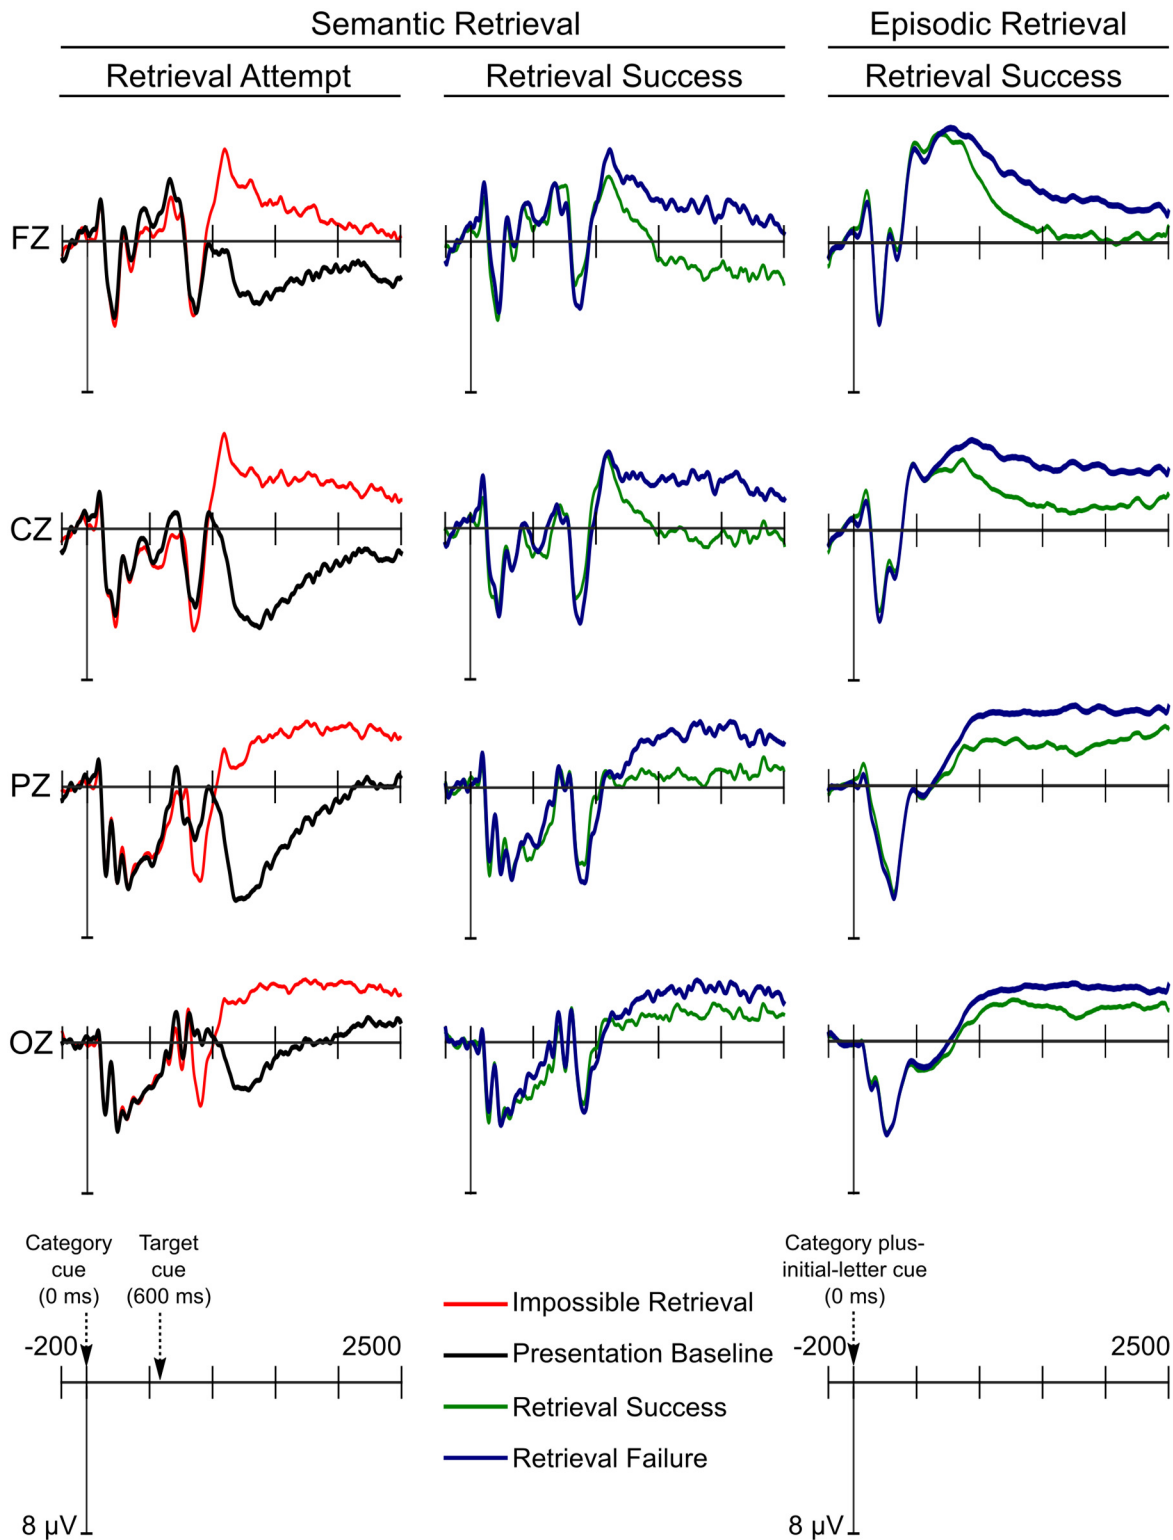 Semantic Retrieval
Episodic Retrieval
Retrieval Attempt
Retrieval Success
Retrieval Success
FZ
CZ
PZ
OZ
Category
cue
(0 ms)
Target
cue
(600 ms)
-200
2500
8 µV
Impossible Retrieval
Presentation Baseline
Retrieval Success
Retrieval Failure
Category plus-
initial-letter cue
(0 ms)
-200
2500
8 µV